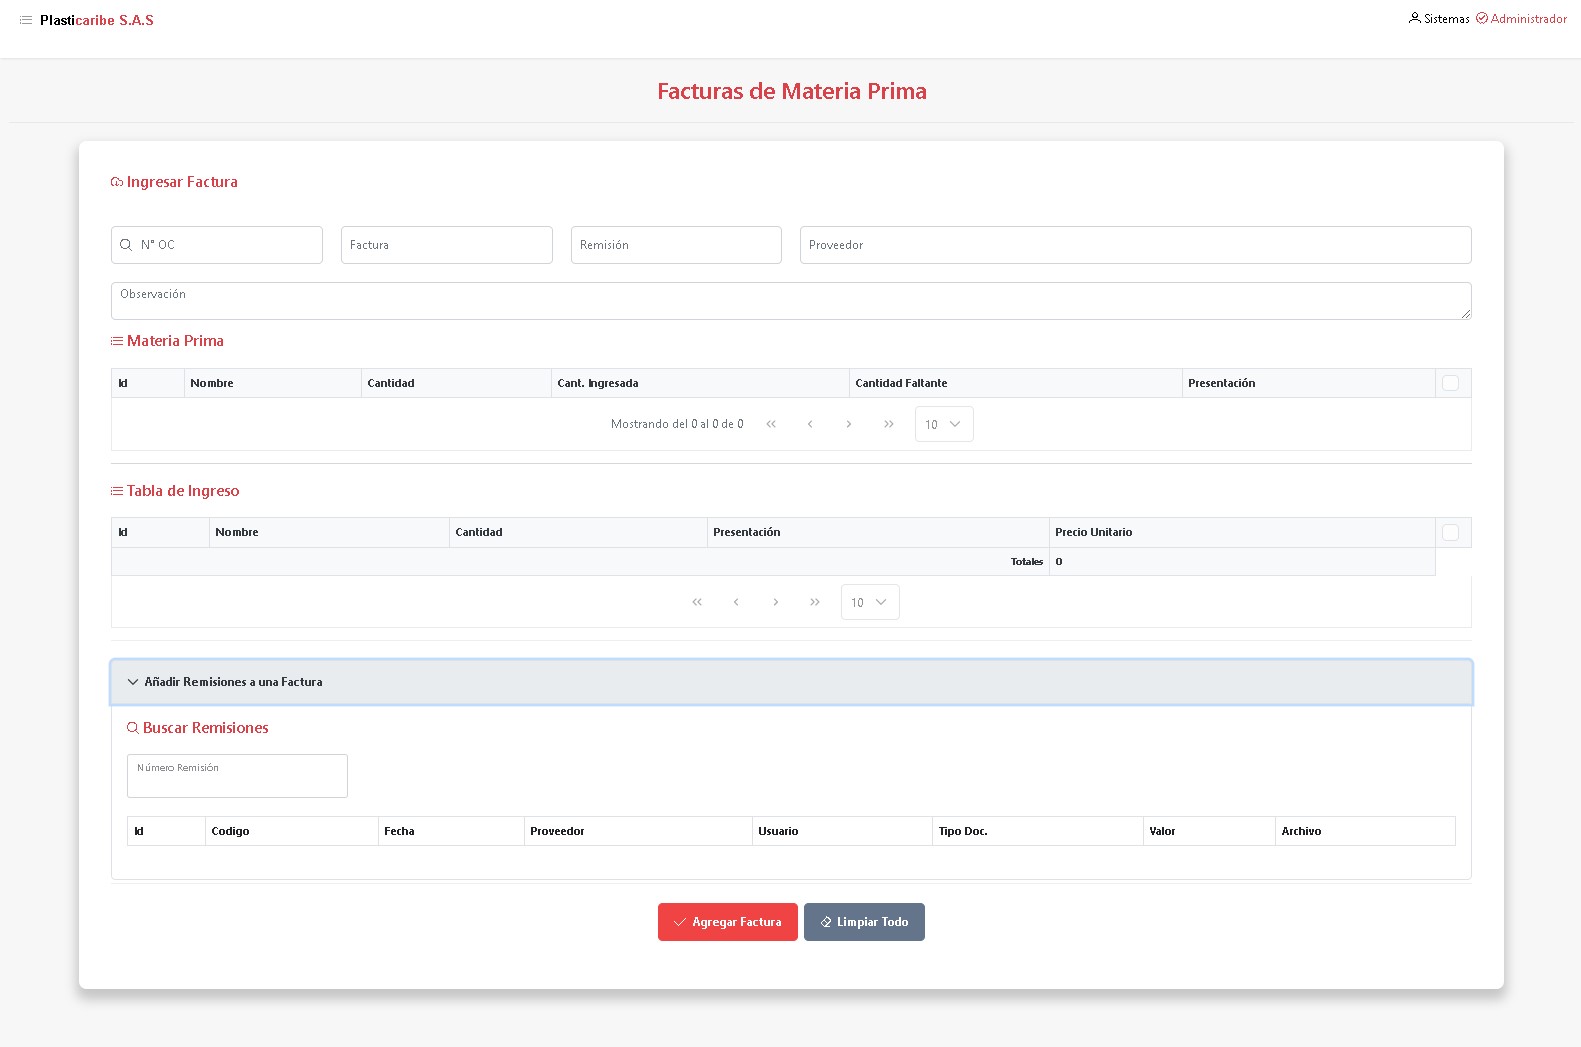 Plasticaribe S.A.S
Sistemas Administrador
Facturas de Materia Prima
Ingresar Factura
N° OC Factura Remisión Proveedor
Observación
Materia Prima
Id Nombre Cantidad Cant. Ingresada Cantidad Faltante Presentación
Mostrando del 0 al 0 de 0 « ‹ › » 10
Tabla de Ingreso
Id Nombre Cantidad Presentación Precio Unitario
Totales 0
« ‹ › » 10
Añadir Remisiones a una Factura
Buscar Remisiones
Número Remisión
Id Codigo Fecha Proveedor Usuario Tipo Doc. Valor Archivo
Agregar Factura Limpiar Todo